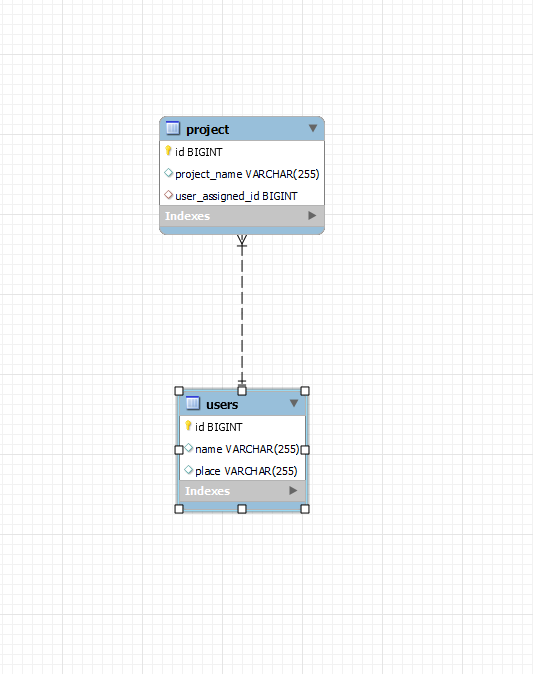 project
id BIGINT
project_name VARCHAR(255)
user_assigned_id BIGINT
Indexes
users
id BIGINT
name VARCHAR(255)
place VARCHAR(255)
Indexes